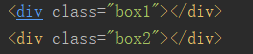 <div class="box1"></div>
<div class="box2"></div>